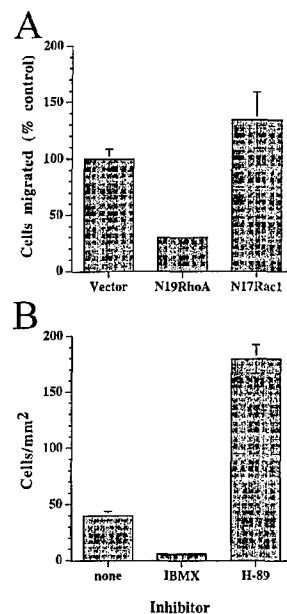 A
Cells migrated (% control)
200
150
100
50
0
Vector N19RhoA N17Rac1
B
Cells/mm2
200
150
100
50
0
none IBMX H-89
Inhibitor